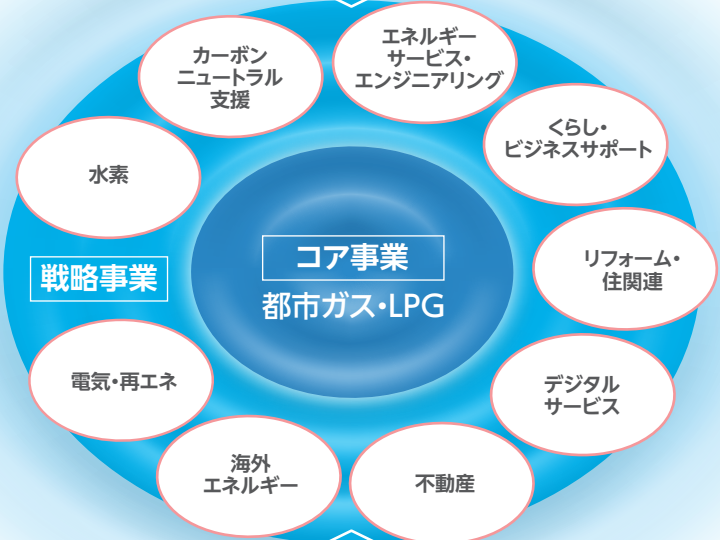 カーボン
ニュートラル
支援
エネルギー
サービス・
エンジニアリング
くらし・
ビジネスサポート
水素
リフォーム・
住関連
コア事業
都市ガス・LPG
戦略事業
電気・再エネ
デジタル
サービス
海外
エネルギー
不動産